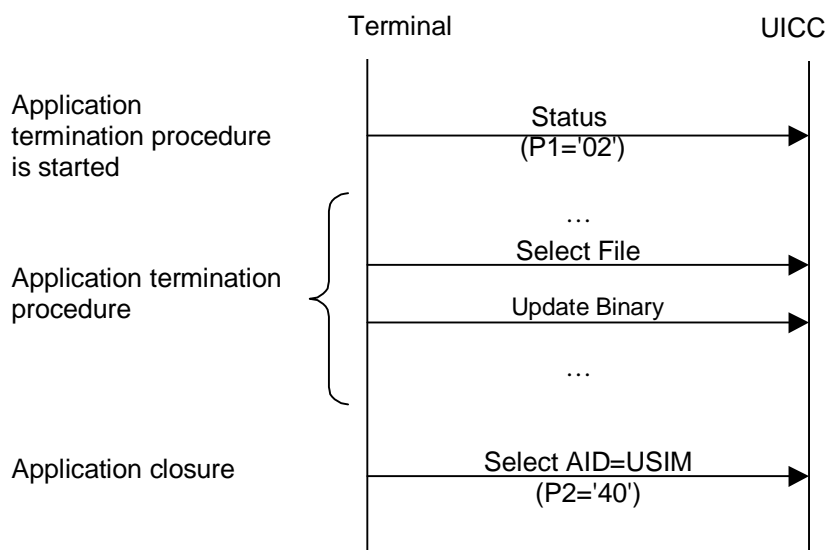 Terminal
UICC
Application
termination procedure
is started
Status
(P1='02')
…
Select File
Application termination
procedure
Update Binary
…
Application closure
Select AID=USIM
(P2='40')